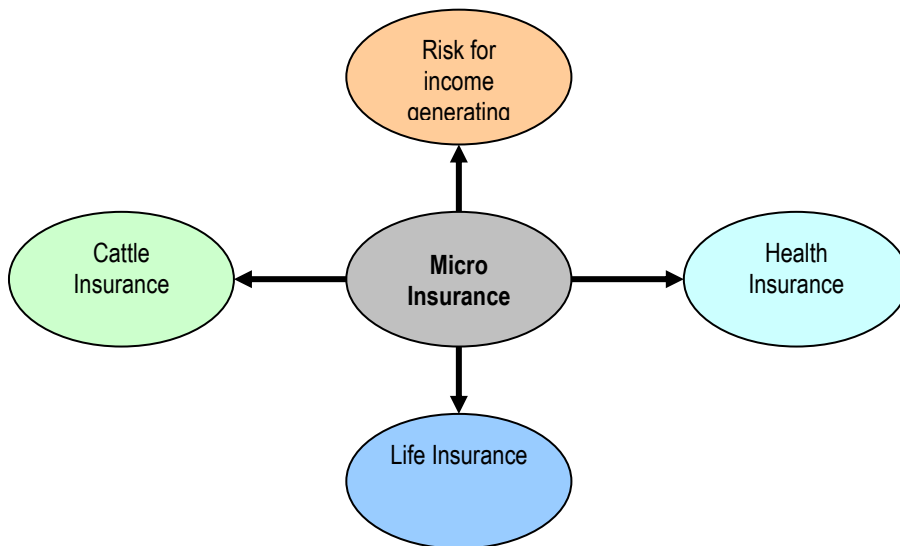 Risk for
income
generating
Cattle
Insurance
Micro
Insurance
Health
Insurance
Life Insurance